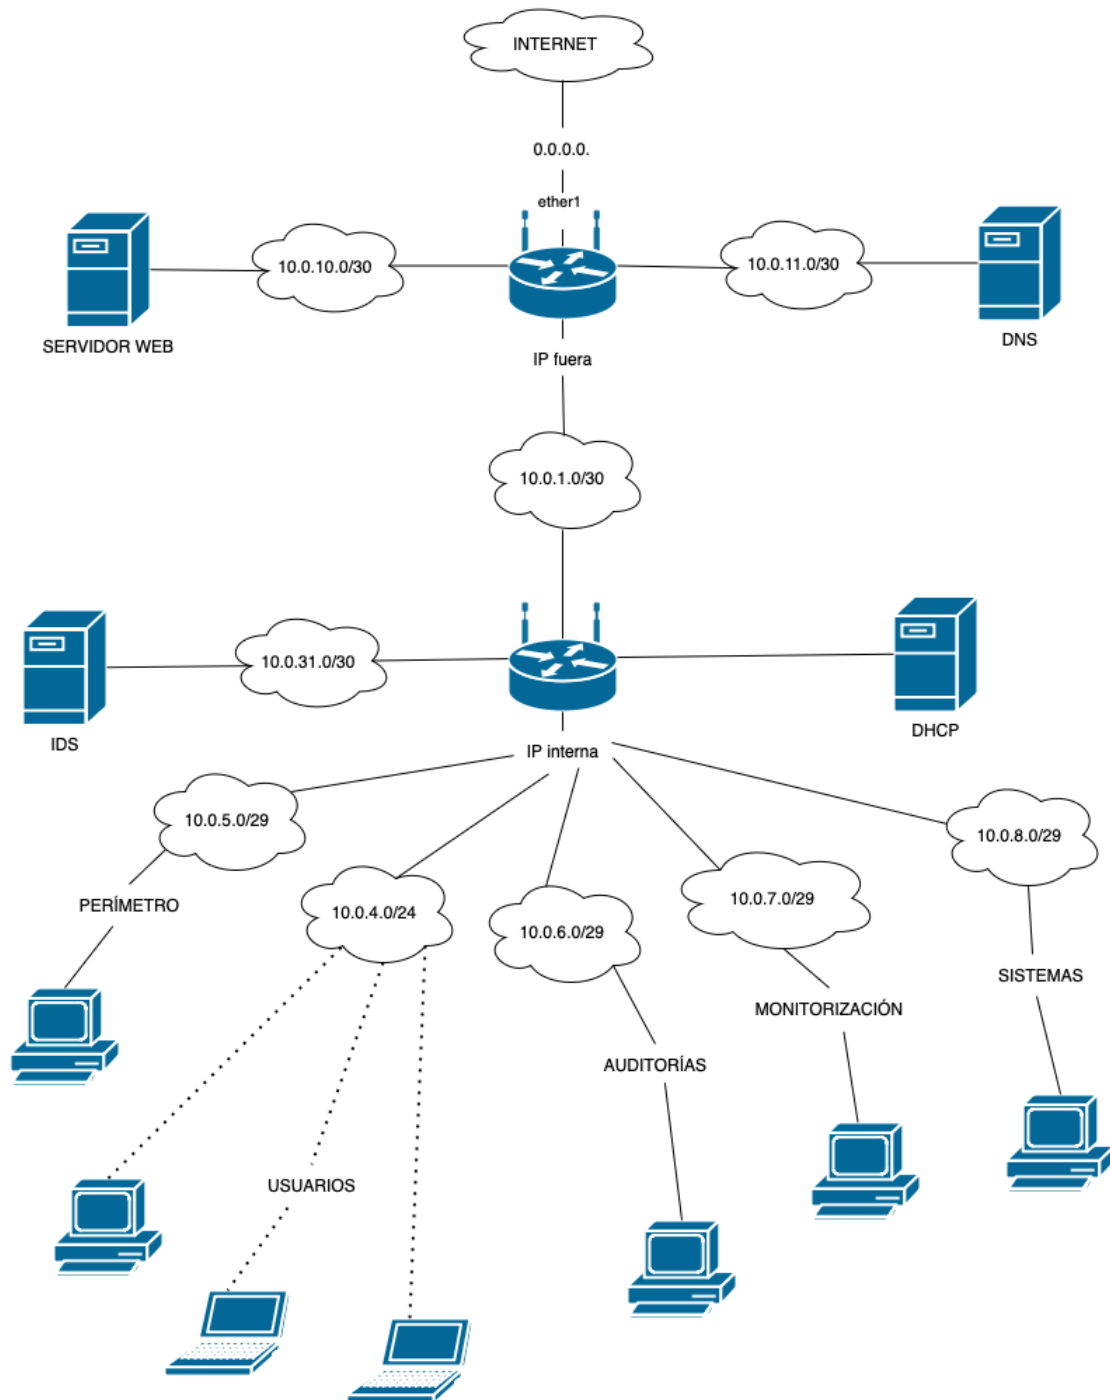 INTERNET
0.0.0.0.
ether1
10.0.10.0/30
10.0.11.0/30
SERVIDOR WEB
DNS
IP fuera
10.0.1.0/30
10.0.31.0/30
IDS
DHCP
IP interna
10.0.5.0/29
10.0.8.0/29
10.0.7.0/29
PERÍMETRO
10.0.4.0/24
10.0.6.0/29
SISTEMAS
MONITORIZACIÓN
AUDITORÍAS
USUARIOS